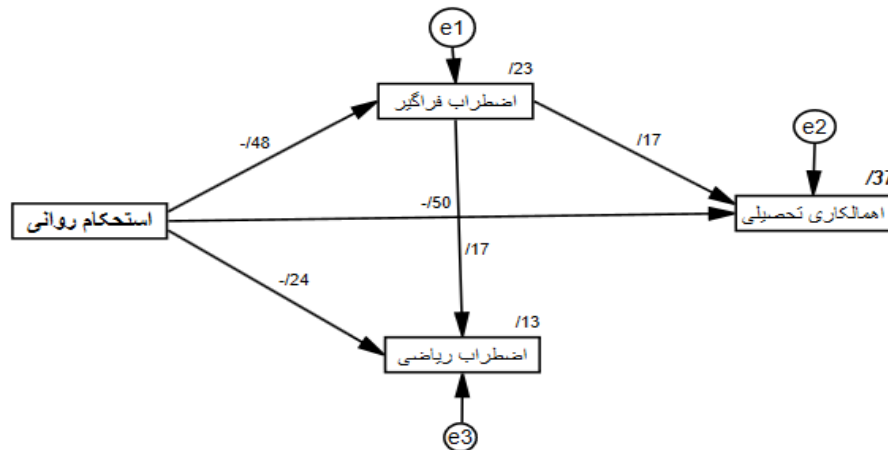 e1
/23
اضطراب فراگیر
e2
-/48
/17
/37
اهمالکاری تحصیلی
-/50
استحکام روانی
/17
-/24
/13
اضطراب ریاضی
e3